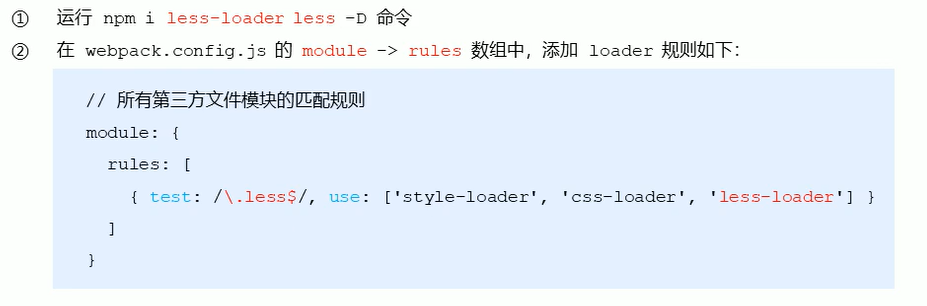 ① 运行 npm i less-loader less -D 命令
② 在 webpack.config.js 的 module -> rules 数组中，添加 loader 规则如下：
// 所有第三方文件模块的匹配规则
module: {
  rules: [
    { test: /\.less$/, use: ['style-loader', 'css-loader', 'less-loader'] }
  ]
}